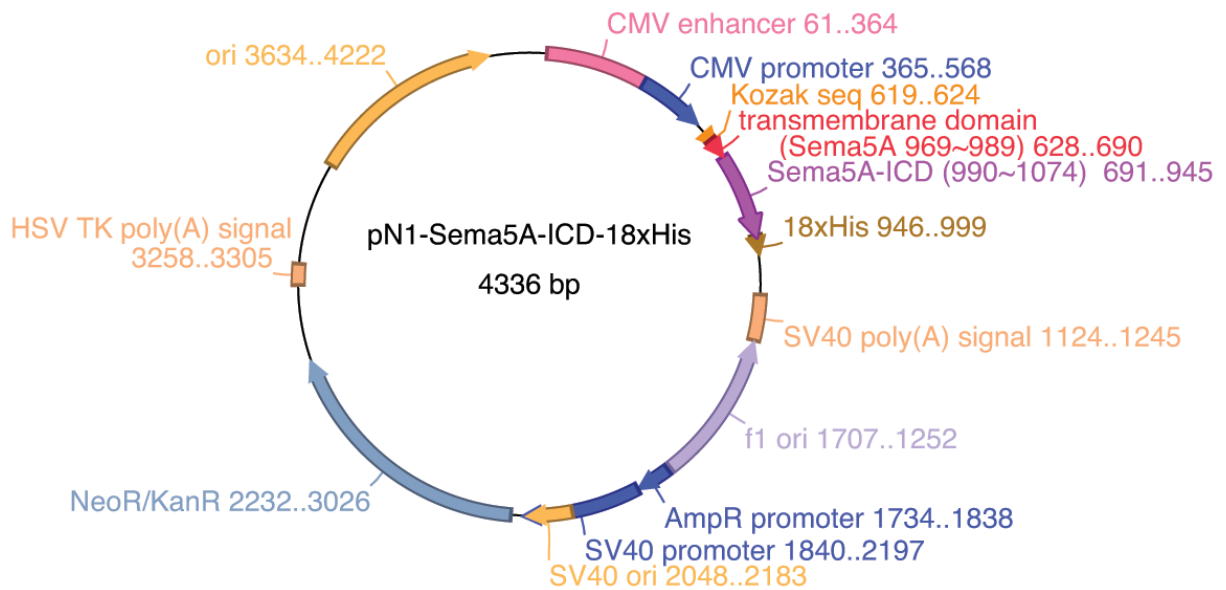 CMV enhancer 61..364
ori 3634..4222
CMV promoter 365..568
Kozak seq 619..624
transmembrane domain
(Sema5A 969~989) 628..690
Sema5A-ICD (990~1074) 691..945
HSV TK poly(A) signal
3258..3305
18xHis 946..999
pN1-Sema5A-ICD-18xHis
4336 bp
SV40 poly(A) signal 1124..1245
f1 ori 1707..1252
NeoR/KanR 2232..3026
AmpR promoter 1734..1838
SV40 promoter 1840..2197
SV40 ori 2048..2183